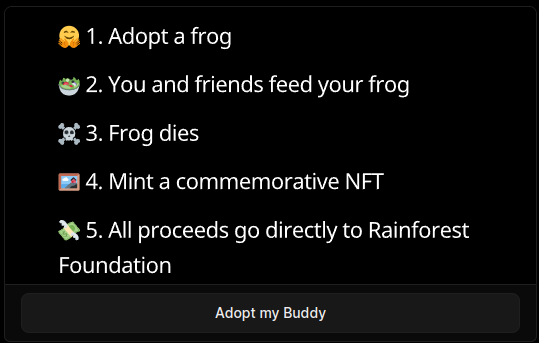 🤗 1. Adopt a frog
🥗 2. You and friends feed your frog
☠️ 3. Frog dies
🖼️ 4. Mint a commemorative NFT
💸 5. All proceeds go directly to Rainforest
Foundation
Adopt my Buddy